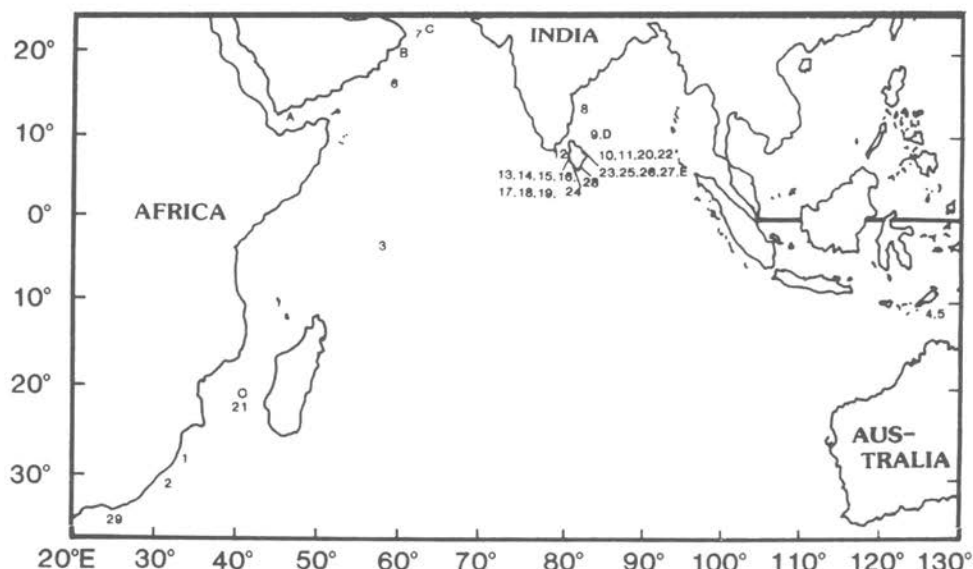 20°
10°
0°
10°
20°
30°
20°E
30°
40°
50°
60°
70°
80°
90°
100°
110°
120°
130°
INDIA
AFRICA
AUS-
TRALIA
7 C
B
6
A
8
9,D
12
10,11,20,22
23,25,26,27,E
13,14,15,16,
28
17,18,19,
24
3
4,5
O
21
1
2
29